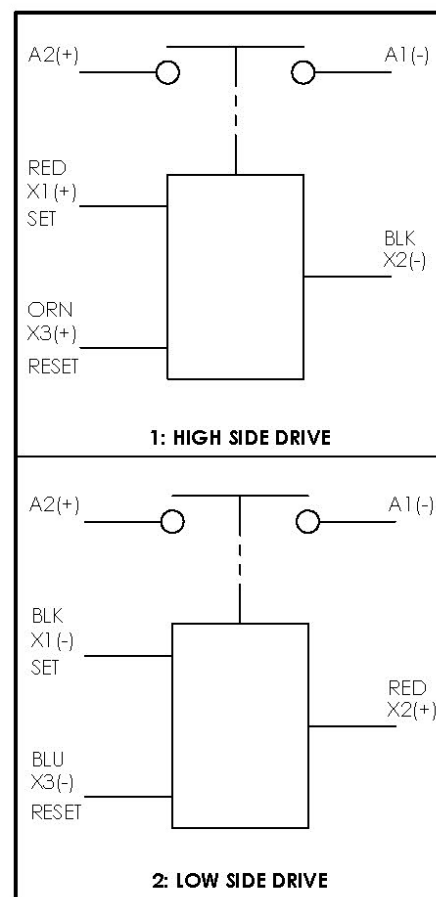 A2(+)
A1(-)
RED
X1(+)
SET
BLK
X2(-)
ORN
X3(+)
RESET
1: HIGH SIDE DRIVE
A2(+)
A1(-)
BLK
X1(-)
SET
RED
X2(+)
BLU
X3(-)
RESET
2: LOW SIDE DRIVE